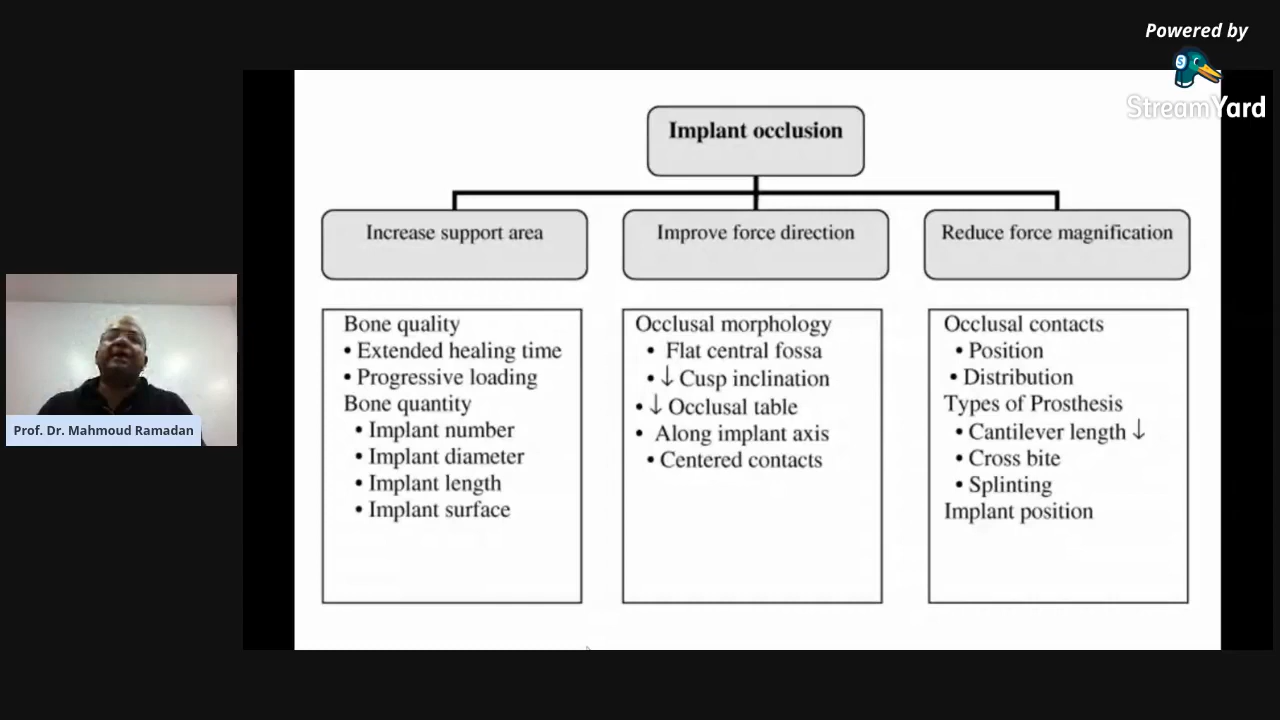 Powered by
StreamYard
Implant occlusion
Increase support area
Improve force direction
Reduce force magnification
Bone quality
• Extended healing time
• Progressive loading
Bone quantity
• Implant number
• Implant diameter
• Implant length
• Implant surface
Occlusal morphology
• Flat central fossa
• ↓ Cusp inclination
• ↓ Occlusal table
• Along implant axis
• Centered contacts
Occlusal contacts
• Position
• Distribution
Types of Prosthesis
• Cantilever length ↓
• Cross bite
• Splinting
Implant position
Prof. Dr. Mahmoud Ramadan